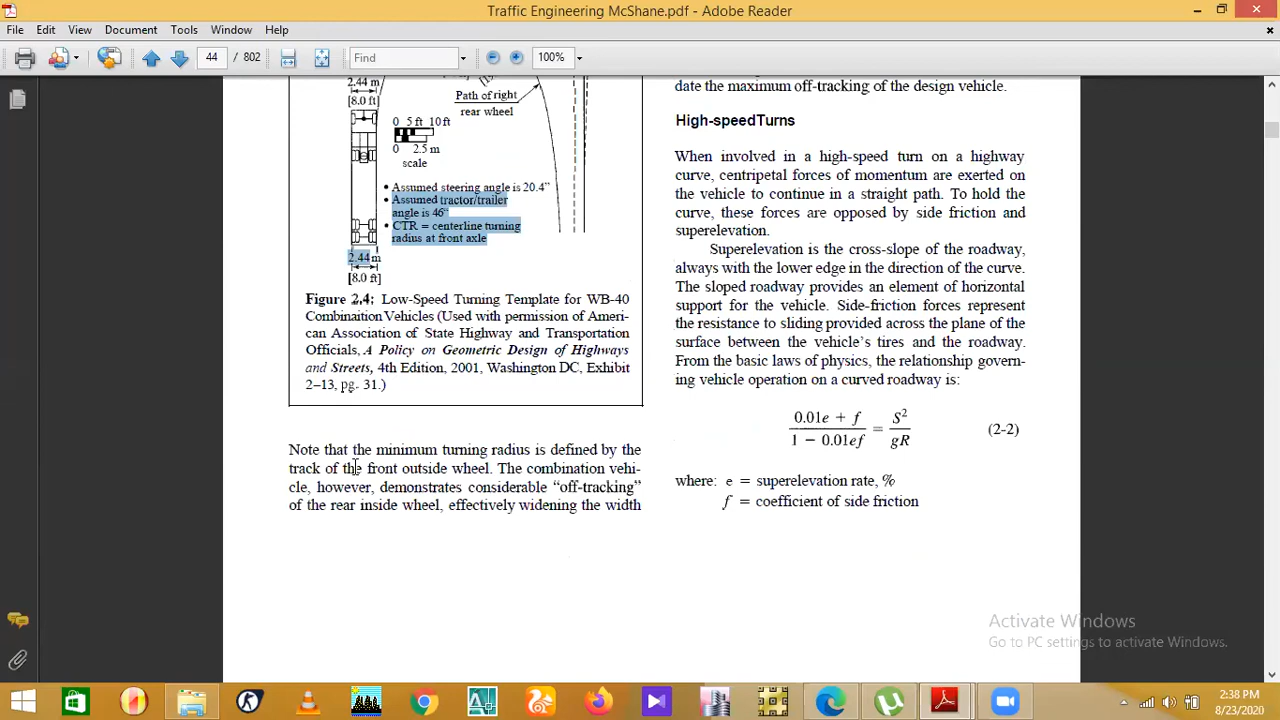 Traffic Engineering McShane.pdf - Adobe Reader
File Edit View Document Tools Window Help
44 / 802 Find 100%
2.44 m
[8.0 ft]
Path of right
rear wheel
0 5 ft 10 ft
0 2.5 m
scale
• Assumed steering angle is 20.4"
• Assumed tractor/trailer
angle is 46"
• CTR = centerline turning
radius at front axle
2.44 m
[8.0 ft]
Figure 2.4: Low-Speed Turning Template for WB-40
Combination Vehicles (Used with permission of Ameri-
can Association of State Highway and Transportation
Officials, A Policy on Geometric Design of Highways
and Streets, 4th Edition, 2001, Washington DC, Exhibit
2–13, pg. 31.)
Note that the minimum turning radius is defined by the
track of the front outside wheel. The combination vehi-
cle, however, demonstrates considerable “off-tracking”
of the rear inside wheel, effectively widening the width
date the maximum off-tracking of the design vehicle.
High-speed Turns
When involved in a high-speed turn on a highway
curve, centripetal forces of momentum are exerted on
the vehicle to continue in a straight path. To hold the
curve, these forces are opposed by side friction and
superelevation.
Superelevation is the cross-slope of the roadway,
always with the lower edge in the direction of the curve.
The sloped roadway provides an element of horizontal
support for the vehicle. Side-friction forces represent
the resistance to sliding provided across the plane of the
surface between the vehicle’s tires and the roadway.
From the basic laws of physics, the relationship govern-
ing vehicle operation on a curved roadway is:
0.01e + f / 1 − 0.01ef = S² / gR (2-2)
where: e = superelevation rate, %
f = coefficient of side friction
Activate Windows
Go to PC settings to activate Windows.
2:38 PM
8/23/2020